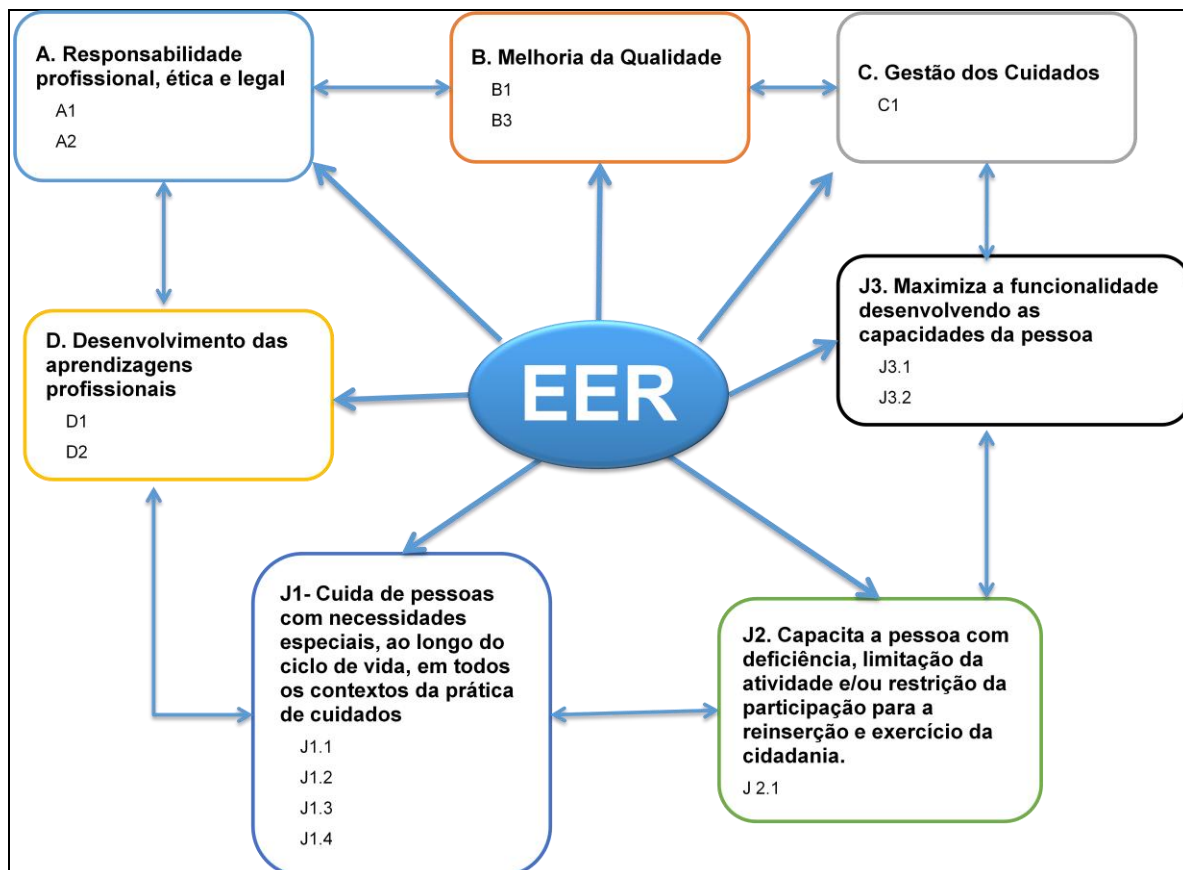 A. Responsabilidade
profissional, ética e legal
A1
A2
B. Melhoria da Qualidade
B1
B3
C. Gestão dos Cuidados
C1
D. Desenvolvimento das
aprendizagens
profissionais
D1
D2
EER
J3. Maximiza a funcionalidade
desenvolvendo as
capacidades da pessoa
J3.1
J3.2
J1- Cuida de pessoas
com necessidades
especiais, ao longo do
ciclo de vida, em todos
os contextos da prática
de cuidados
J1.1
J1.2
J1.3
J1.4
J2. Capacita a pessoa com
deficiência, limitação da
atividade e/ou restrição da
participação para a
reinserção e exercício da
cidadania.
J 2.1